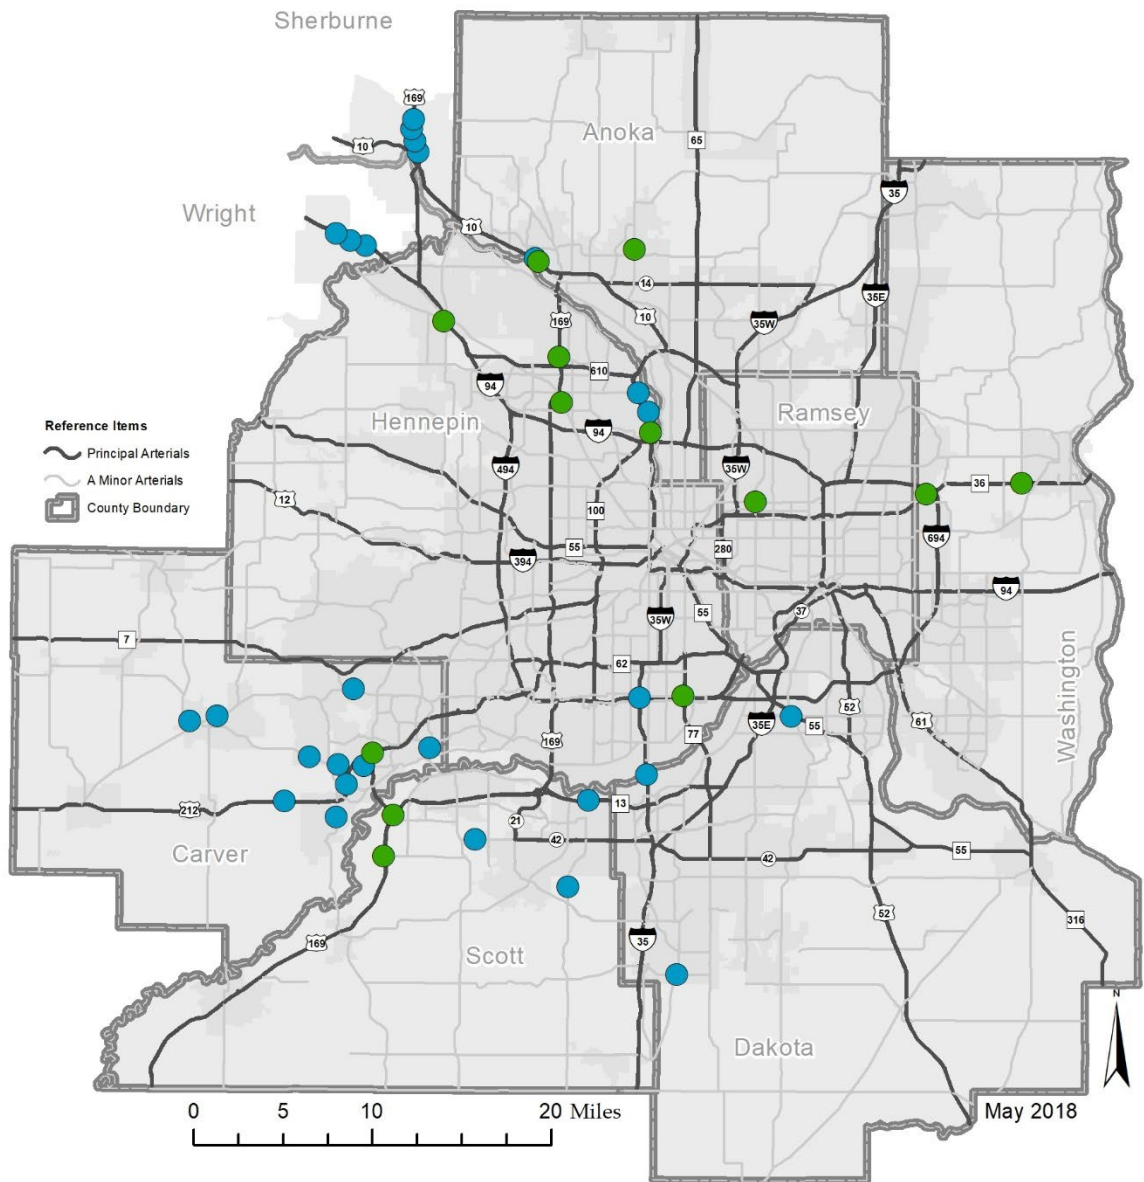 Sherburne
169
Anoka
10
65
35
Wright
10
14
35E
10
35W
169
610
94
Hennepin
Ramsey
Reference Items
Principal Arterials
A Minor Arterials
County Boundary
94
494
35W
36
12
100
55
280
694
394
94
37
35W
55
7
62
Washington
52
35E
55
61
77
169
212
13
21
42
Carver
42
55
52
316
169
35
Scott
N
Dakota
0 5 10 20 Miles
May 2018